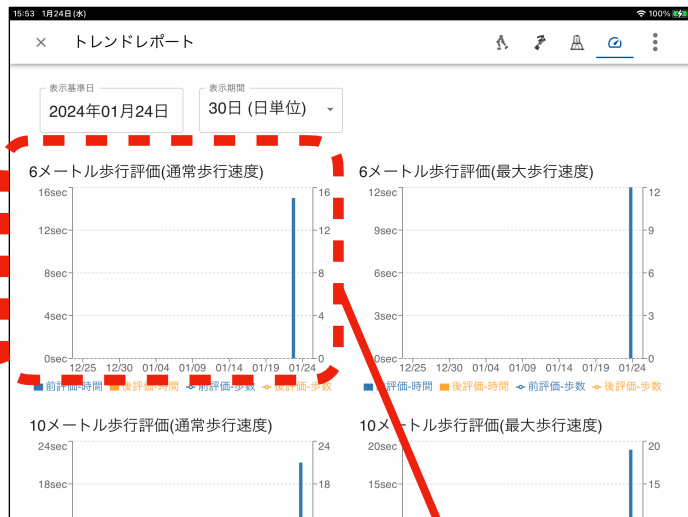 15:53 1月24日(水)
100%
× トレンドレポート
表示基準日
2024年01月24日
表示期間
30日 (日単位)
6メートル歩行評価(通常歩行速度)
16sec
12sec
8sec
4sec
0sec
16
12
8
4
0
12/25 12/30 01/04 01/09 01/14 01/19 01/24
前評価-時間 後評価-時間 前評価-歩数 後評価-歩数
6メートル歩行評価(最大歩行速度)
12sec
9sec
6sec
3sec
0sec
12
9
6
3
0
12/25 12/30 01/04 01/09 01/14 01/19 01/24
評価-時間 後評価-時間 前評価-歩数 後評価-歩数
10メートル歩行評価(通常歩行速度)
24sec
18sec
24
18
10メートル歩行評価(最大歩行速度)
20sec
15sec
20
15